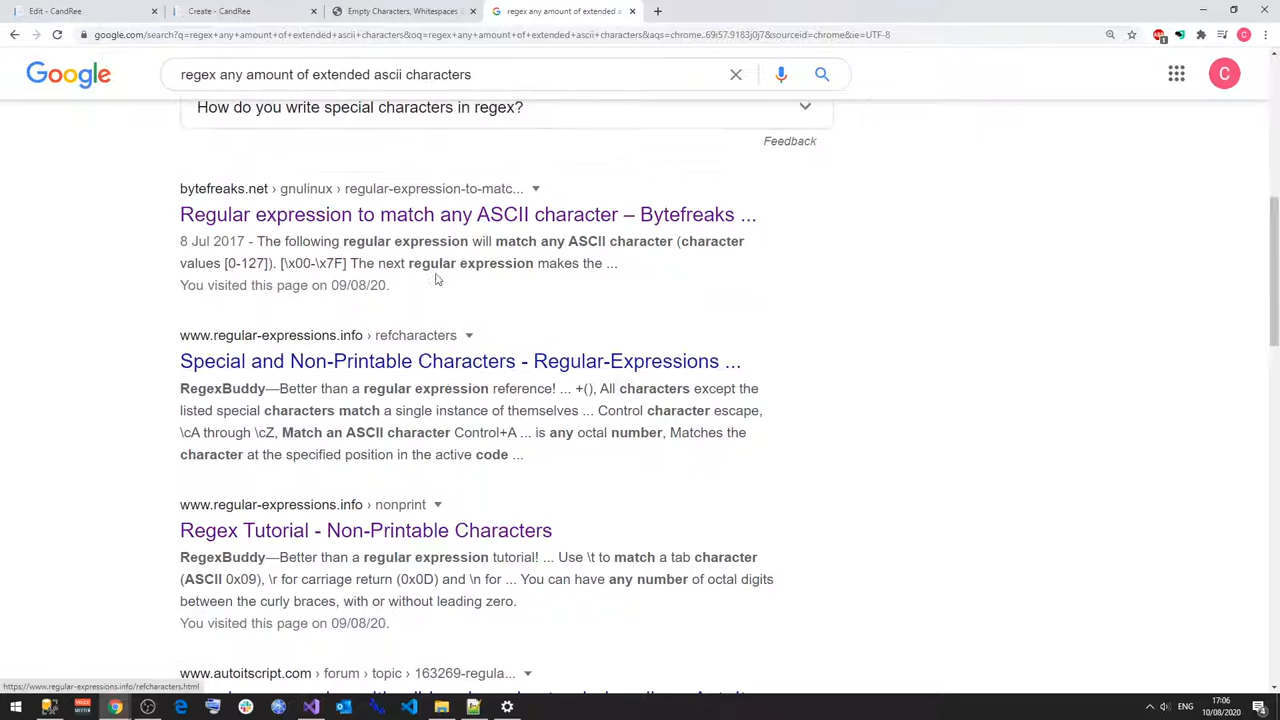 Edit - CandRee
Create - CandRee
Empty Characters, Whitespaces &
regex any amount of extended a
google.com/search?q=regex+any+amount+of+extended+ascii+characters&oq=regex+any+amount+of+extended+ascii+characters&aqs=chrome..69i57.9183j0j7&sourceid=chrome&ie=UTF-8
C
Google
regex any amount of extended ascii characters
C
How do you write special characters in regex?
Feedback
bytefreaks.net › gnulinux › regular-expression-to-matc...
Regular expression to match any ASCII character – Bytefreaks ...
8 Jul 2017 - The following regular expression will match any ASCII character (character
values [0-127]). [\x00-\x7F] The next regular expression makes the ...
You visited this page on 09/08/20.
www.regular-expressions.info › refcharacters
Special and Non-Printable Characters - Regular-Expressions ...
RegexBuddy—Better than a regular expression reference! ... +(), All characters except the
listed special characters match a single instance of themselves ... Control character escape,
\cA through \cZ, Match an ASCII character Control+A ... is any octal number, Matches the
character at the specified position in the active code ...
www.regular-expressions.info › nonprint
Regex Tutorial - Non-Printable Characters
RegexBuddy—Better than a regular expression tutorial! ... Use \t to match a tab character
(ASCII 0x09), \r for carriage return (0x0D) and \n for ... You can have any number of octal digits
between the curly braces, with or without leading zero.
You visited this page on 09/08/20.
www.autoitscript.com › forum › topic › 163269-regula...
https://www.regular-expressions.info/refcharacters.html
ENG
17:06
10/08/2020